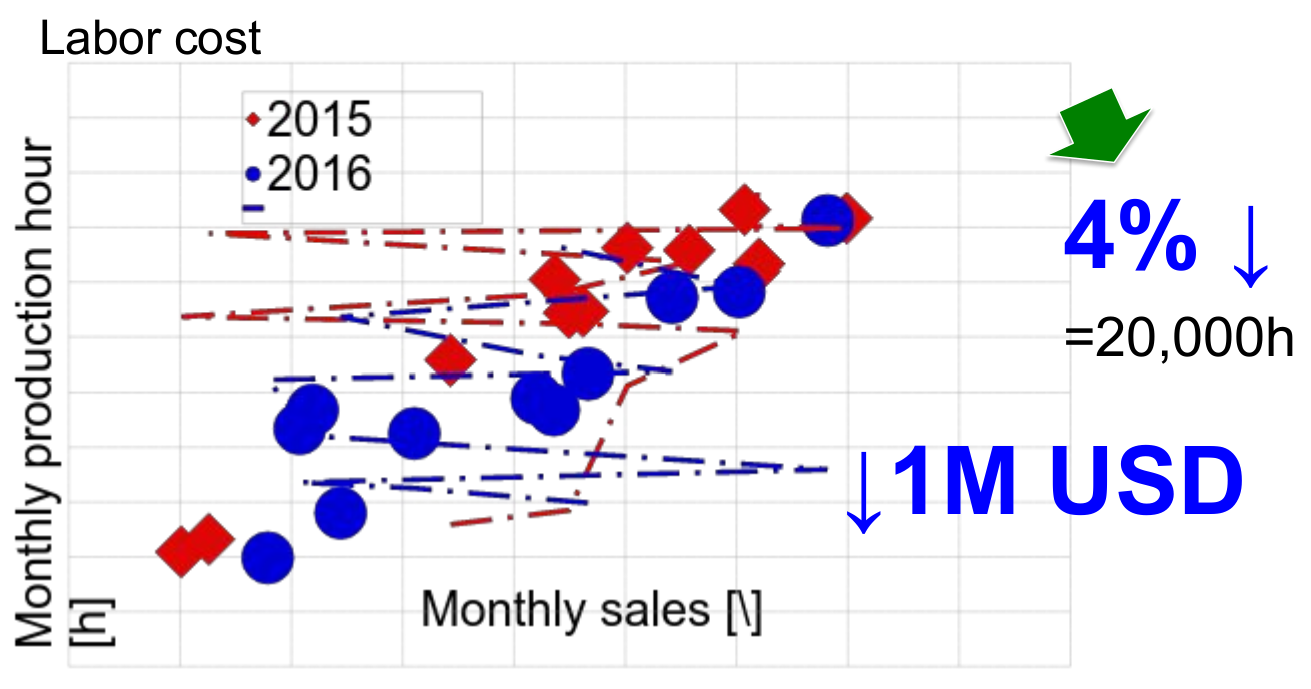 Labor cost
2015
2016
Monthly production hour
[h]
Monthly sales [\]
4% ↓
=20,000h
↓1M USD